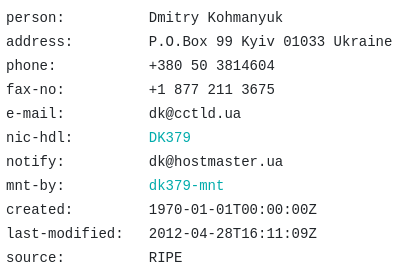 person: Dmitry Kohmanyuk
address: P.O.Box 99 Kyiv 01033 Ukraine
phone: +380 50 3814604
fax-no: +1 877 211 3675
e-mail: dk@cctld.ua
nic-hdl: DK379
notify: dk@hostmaster.ua
mnt-by: dk379-mnt
created: 1970-01-01T00:00:00Z
last-modified: 2012-04-28T16:11:09Z
source: RIPE